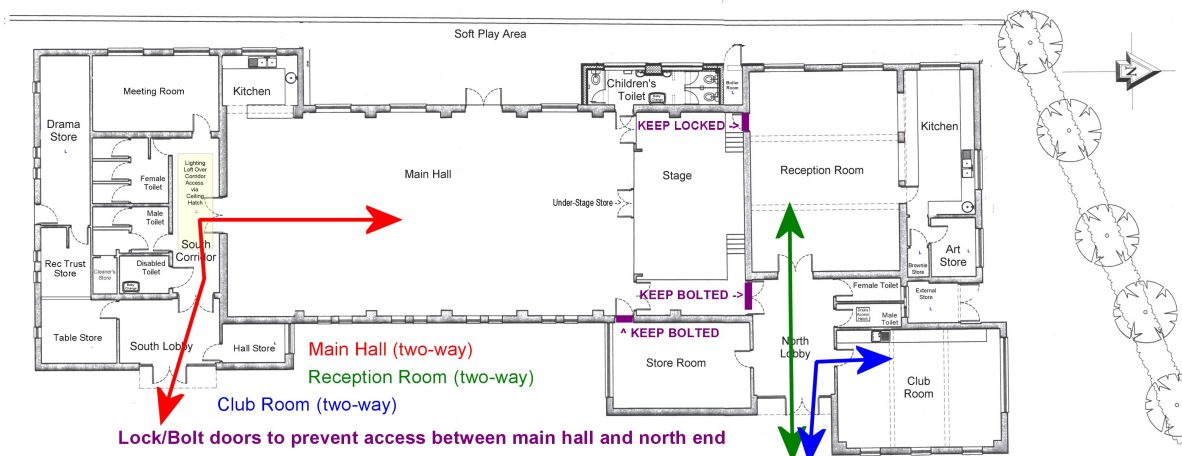 Soft Play Area
N
Meeting Room
Kitchen
Drama
Store
Female
Toilet
Male
Toilet
Disabled
Toilet
Cleaner's
Store
Rec Trust
Store
Table Store
South Lobby
Hall Store
Lighting
Loft Over
Corridor
Access
via
Ceiling
Hatch
South
Corridor
Main Hall
Under-Stage Store
Children's
Toilet
Boiler
Room
KEEP LOCKED ->
Stage
KEEP BOLTED ->
^ KEEP BOLTED
Store Room
Reception Room
Kitchen
Brownie
Store
Art
Store
Female Toilet
External
Store
Male
Toilet
North
Lobby
Club
Room
Main Hall (two-way)
Reception Room (two-way)
Club Room (two-way)
Lock/Bolt doors to prevent access between main hall and north end